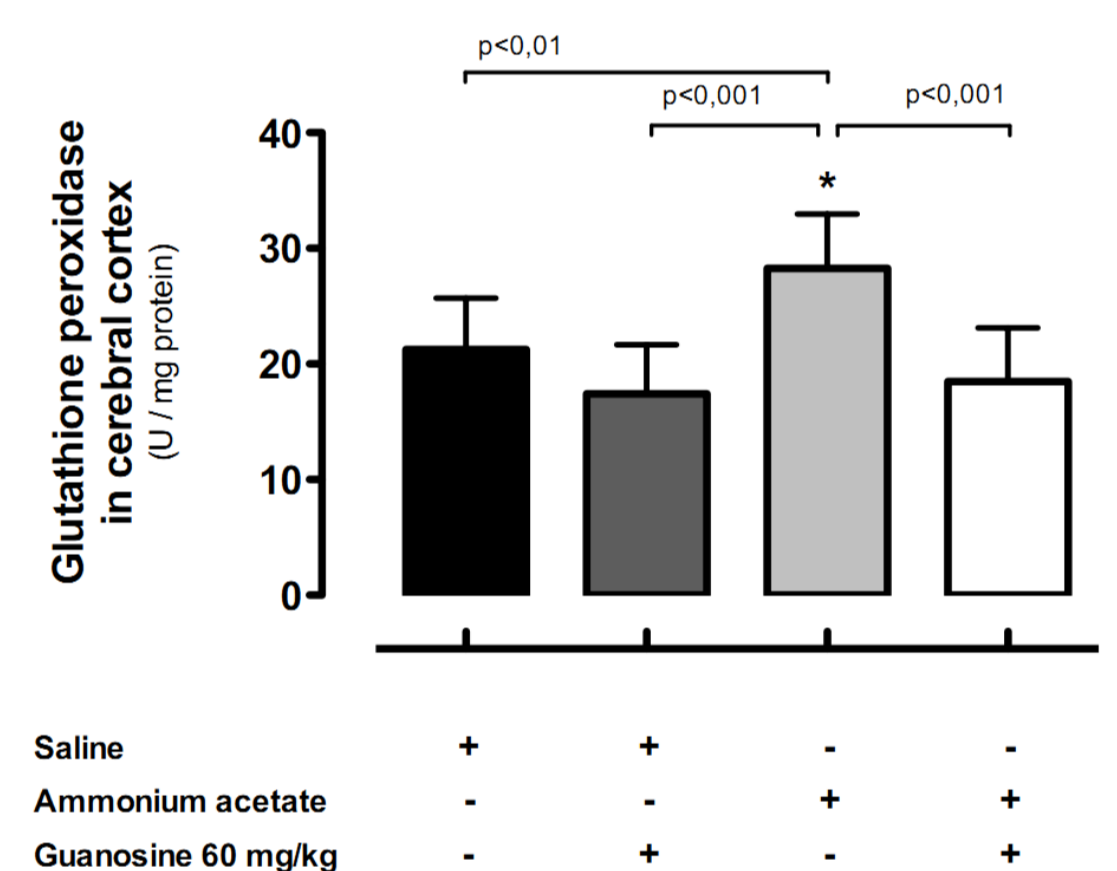 p<0,01
p<0,001
p<0,001
Glutathione peroxidase
in cerebral cortex
(U / mg protein)
40
*
30
20
10
0
Saline + + - -
Ammonium acetate - - + +
Guanosine 60 mg/kg - + - +